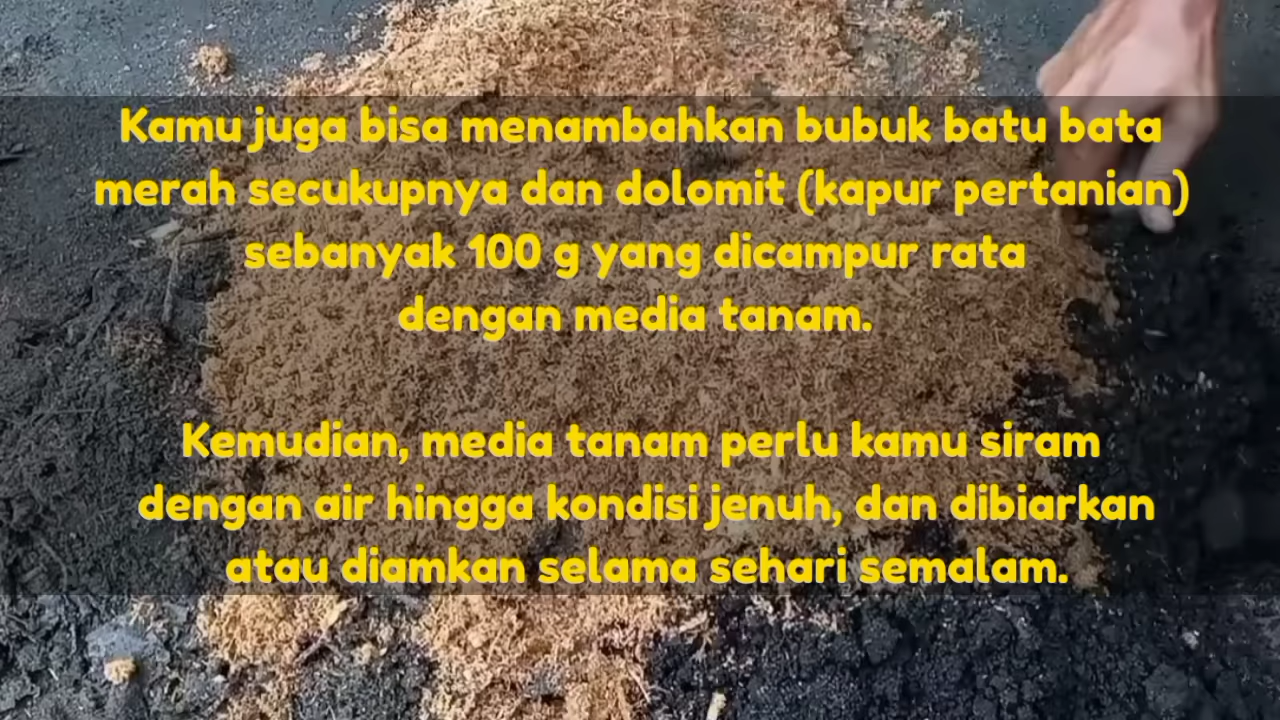 Kamu juga bisa menambahkan bubuk batu bata
merah secukupnya dan dolomit (kapur pertanian)
sebanyak 100 g yang dicampur rata
dengan media tanam.
Kemudian, media tanam perlu kamu siram
dengan air hingga kondisi jenuh, dan dibiarkan
atau diamkan selama sehari semalam.